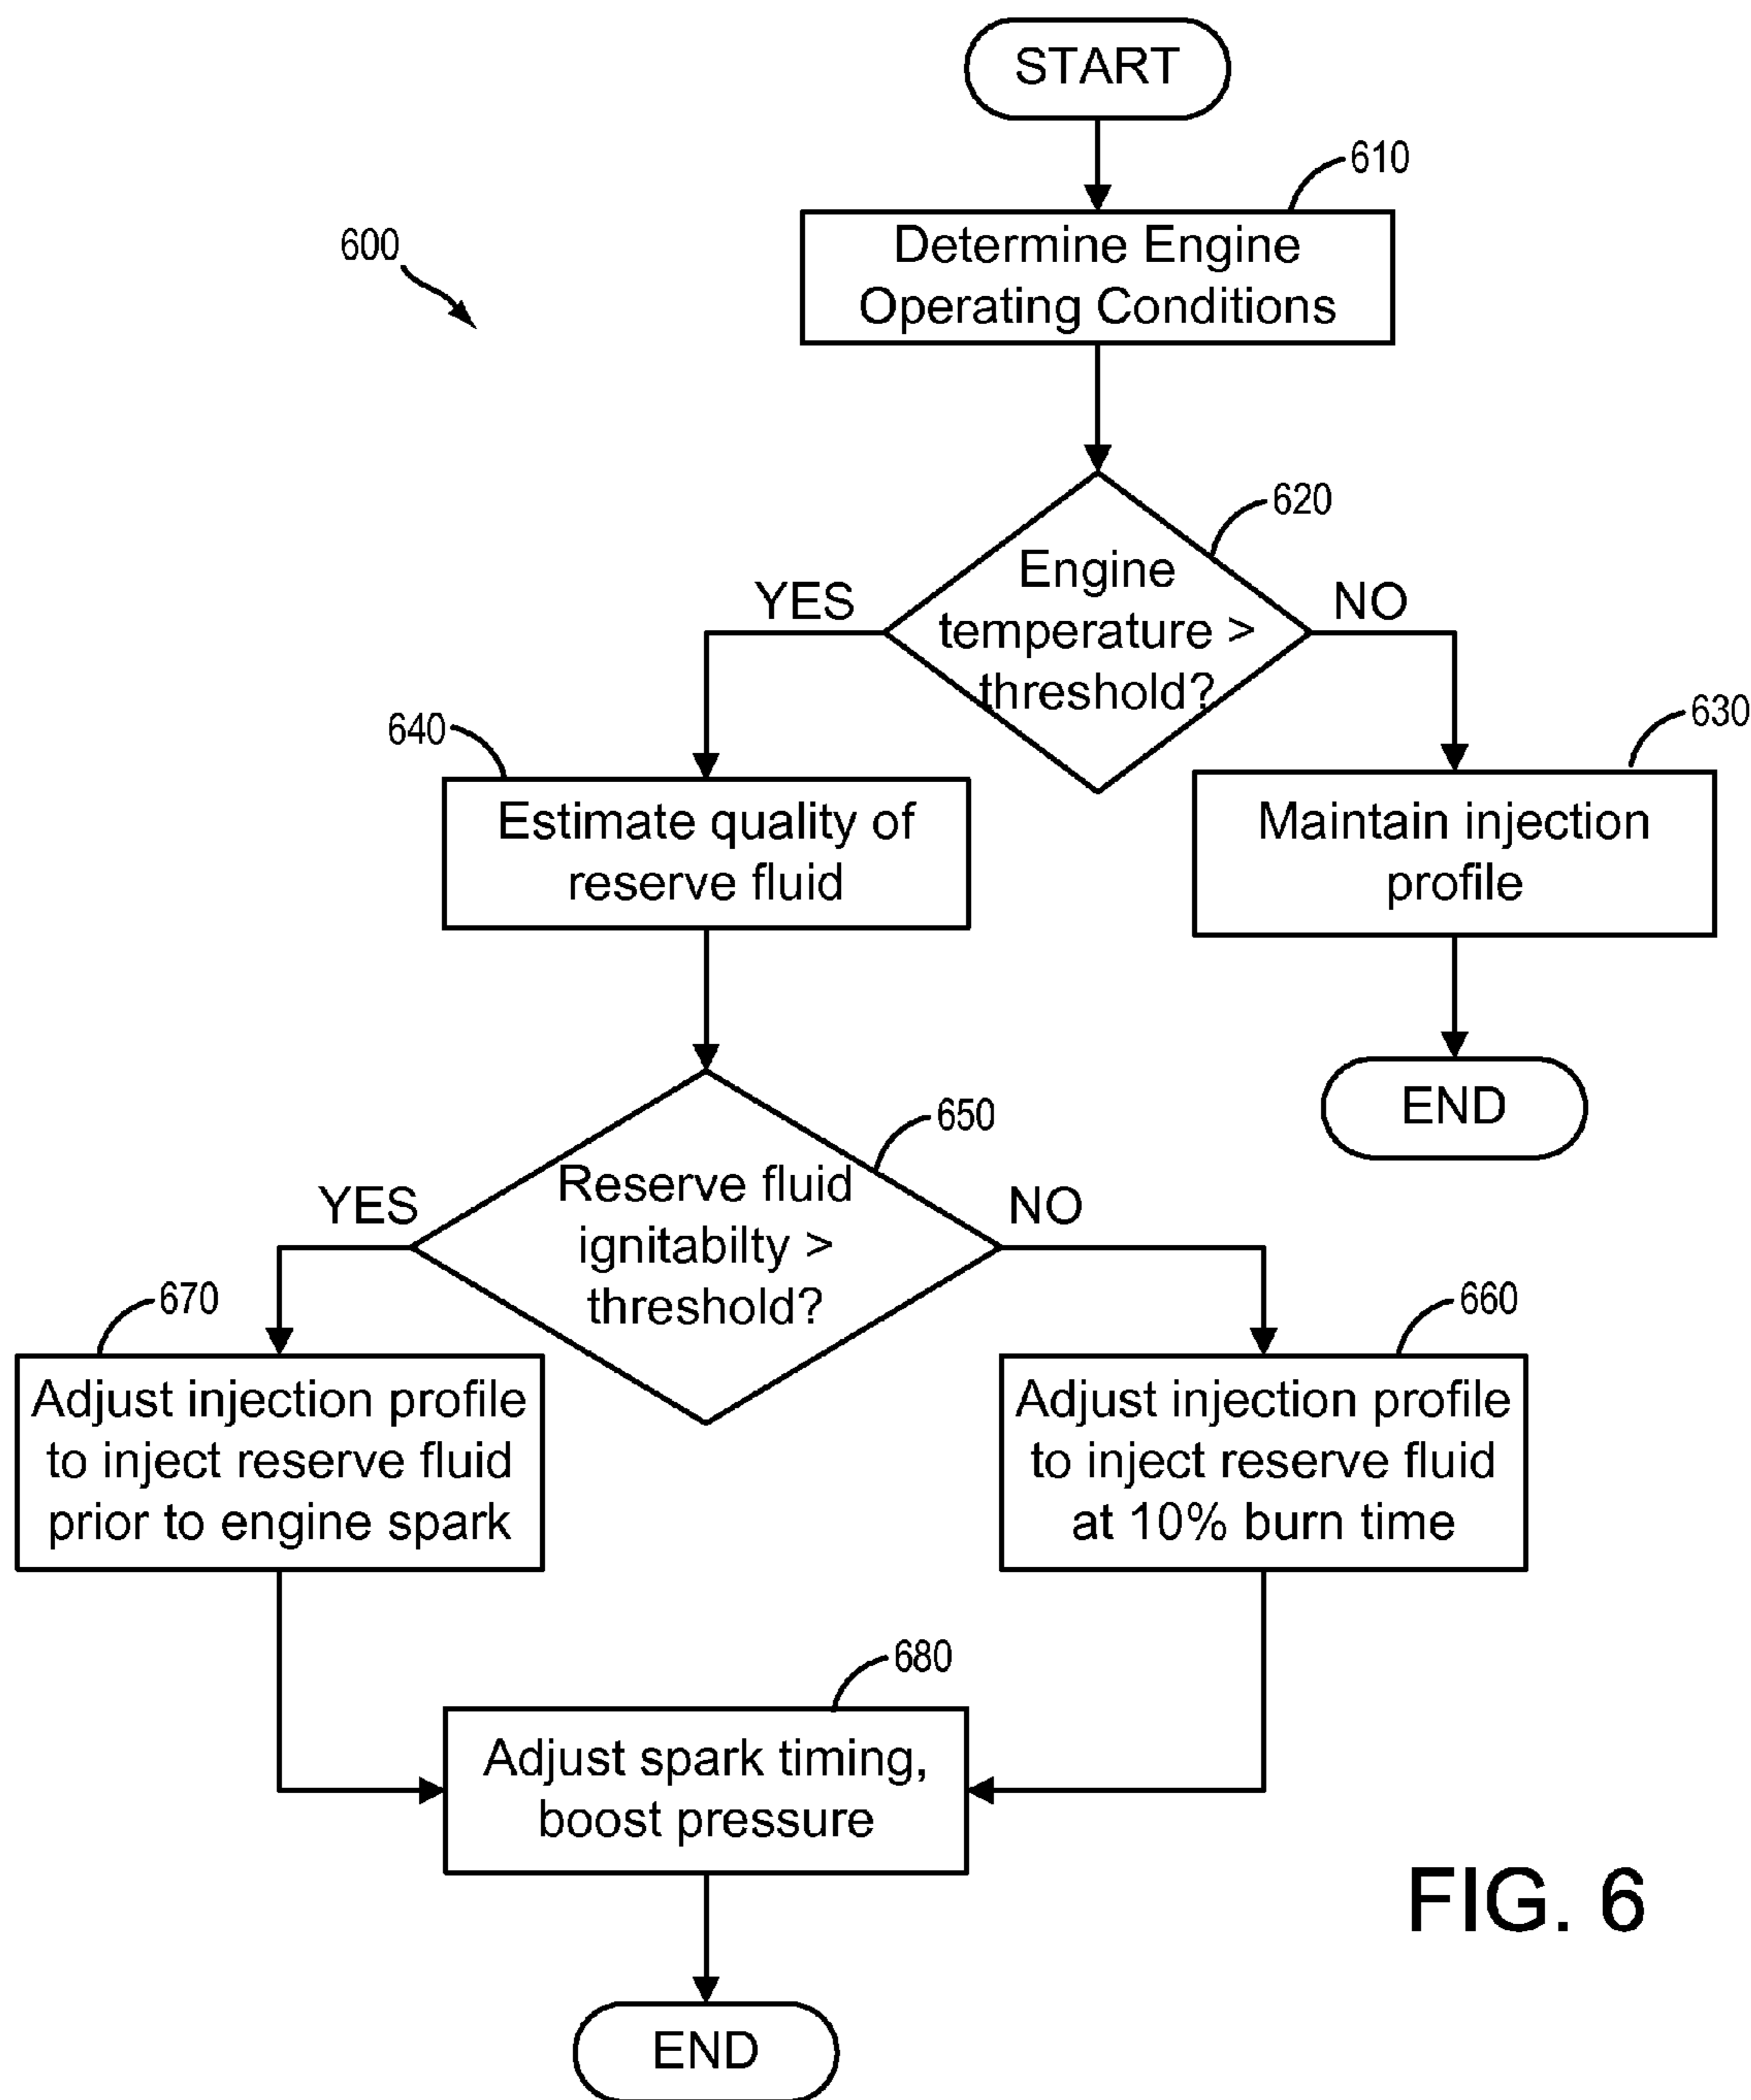 START
610
Determine Engine
Operating Conditions
600
620
Engine
temperature >
threshold?
YES
NO
640
Estimate quality of
reserve fluid
630
Maintain injection
profile
END
650
Reserve fluid
ignitabilty >
threshold?
YES
NO
670
Adjust injection profile
to inject reserve fluid
prior to engine spark
660
Adjust injection profile
to inject reserve fluid
at 10% burn time
680
Adjust spark timing,
boost pressure
END
FIG. 6